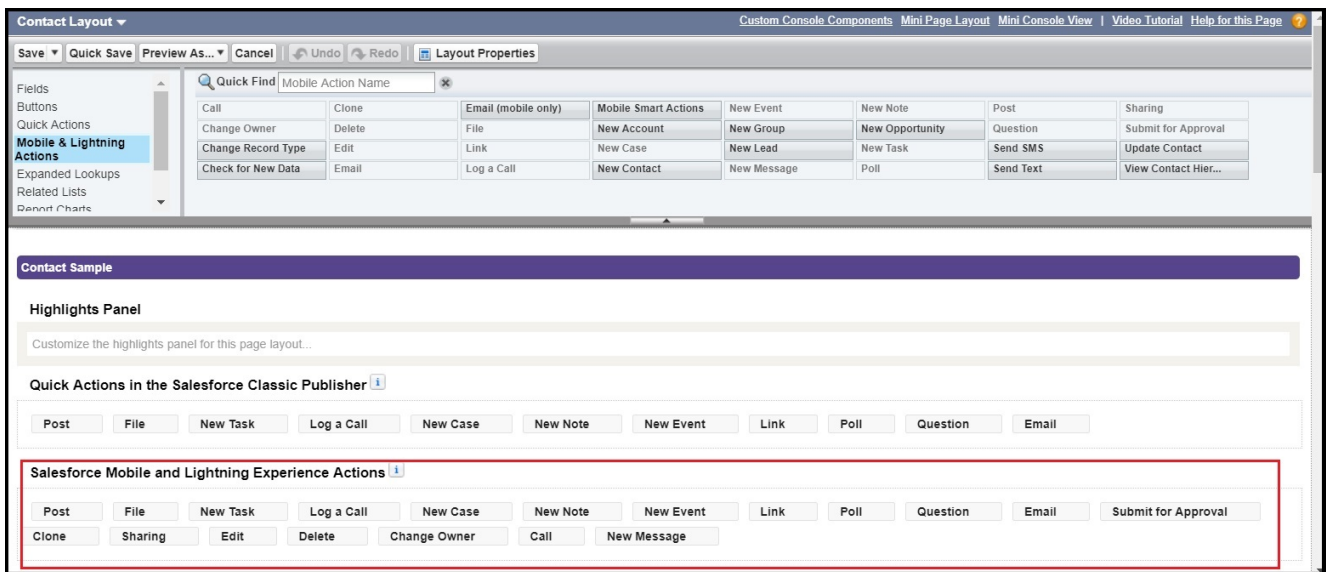 Contact Layout
Custom Console Components Mini Page Layout Mini Console View | Video Tutorial Help for this Page ?
Save Quick Save Preview As... Cancel Undo Redo Layout Properties
Fields
Buttons
Quick Actions
Mobile & Lightning
Actions
Expanded Lookups
Related Lists
Report Charts
Quick Find Mobile Action Name
Call Clone Email (mobile only) Mobile Smart Actions New Event New Note Post Sharing
Change Owner Delete File New Account New Group New Opportunity Question Submit for Approval
Change Record Type Edit Link New Case New Lead New Task Send SMS Update Contact
Check for New Data Email Log a Call New Contact New Message Poll Send Text View Contact Hier...
Contact Sample
Highlights Panel
Customize the highlights panel for this page layout...
Quick Actions in the Salesforce Classic Publisher i
Post File New Task Log a Call New Case New Note New Event Link Poll Question Email
Salesforce Mobile and Lightning Experience Actions i
Post File New Task Log a Call New Case New Note New Event Link Poll Question Email Submit for Approval
Clone Sharing Edit Delete Change Owner Call New Message